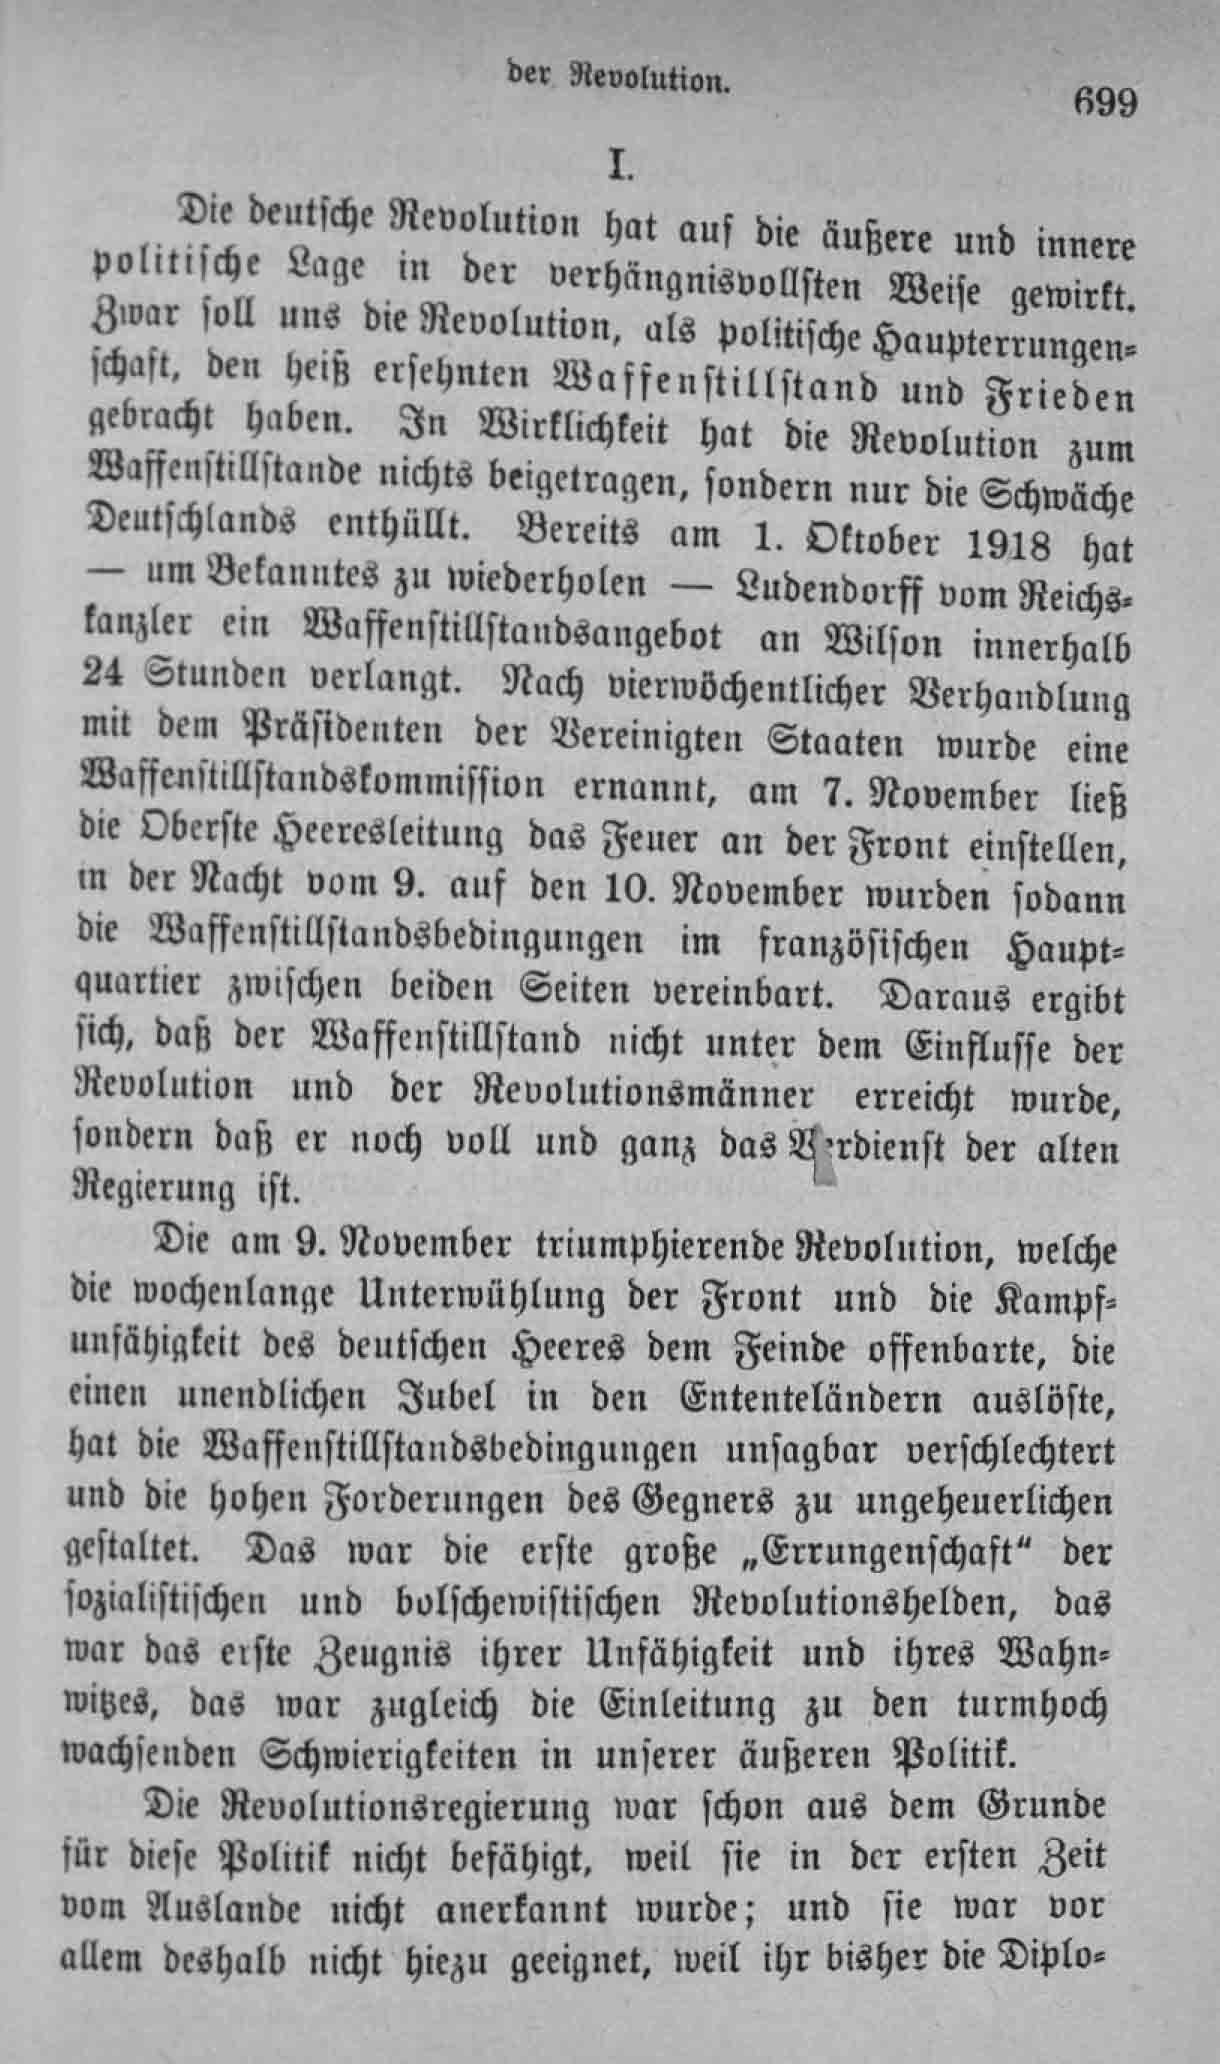 der Revolution.
699
I.
Die deutsche Revolution hat auf die äußere und innere
politische Lage in der verhängnisvollsten Weise gewirkt.
Zwar soll uns die Revolution, als politische Haupterrungen-
schaft, den heiß ersehnten Waffenstillstand und Frieden
gebracht haben. In Wirklichkeit hat die Revolution zum
Waffenstillstande nichts beigetragen, sondern nur die Schwäche
Deutschlands enthüllt. Bereits am 1. Oktober 1918 hat
— um Bekanntes zu wiederholen — Ludendorff vom Reichs-
kanzler ein Waffenstillstandsangebot an Wilson innerhalb
24 Stunden verlangt. Nach vierwöchentlicher Verhandlung
mit dem Präsidenten der Vereinigten Staaten wurde eine
Waffenstillstandskommission ernannt, am 7. November ließ
die Oberste Heeresleitung das Feuer an der Front einstellen,
in der Nacht vom 9. auf den 10. November wurden sodann
die Waffenstillstandsbedingungen im französischen Haupt-
quartier zwischen beiden Seiten vereinbart. Daraus ergibt
sich, daß der Waffenstillstand nicht unter dem Einflusse der
Revolution und der Revolutionsmänner erreicht wurde,
sondern daß er noch voll und ganz das Verdienst der alten
Regierung ist.
Die am 9. November triumphierende Revolution, welche
die wochenlange Unterwühlung der Front und die Kampf-
unfähigkeit des deutschen Heeres dem Feinde offenbarte, die
einen unendlichen Jubel in den Ententeländern auslöste,
hat die Waffenstillstandsbedingungen unsagbar verschlechtert
und die hohen Forderungen des Gegners zu ungeheuerlichen
gestaltet. Das war die erste große „Errungenschaft“ der
sozialistischen und bolschewistischen Revolutionshelden, das
war das erste Zeugnis ihrer Unfähigkeit und ihres Wahn-
witzes, das war zugleich die Einleitung zu den turmhoch
wachsenden Schwierigkeiten in unserer äußeren Politik.
Die Revolutionsregierung war schon aus dem Grunde
für diese Politik nicht befähigt, weil sie in der ersten Zeit
vom Auslande nicht anerkannt wurde; und sie war vor
allem deshalb nicht hiezu geeignet, weil ihr bisher die Diplo-